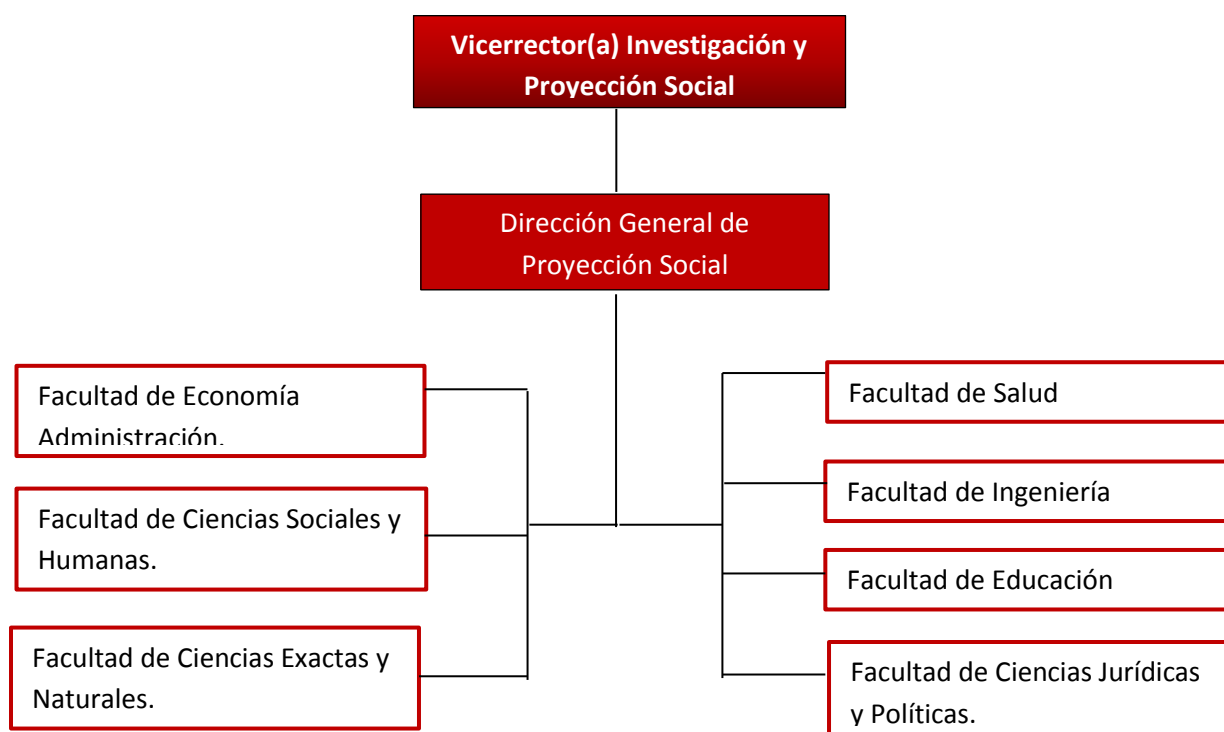 Vicerrector(a) Investigación y
Proyección Social
Dirección General de
Proyección Social
Facultad de Economía
Administración.
Facultad de Ciencias Sociales y
Humanas.
Facultad de Ciencias Exactas y
Naturales.
Facultad de Salud
Facultad de Ingeniería
Facultad de Educación
Facultad de Ciencias Jurídicas
y Políticas.